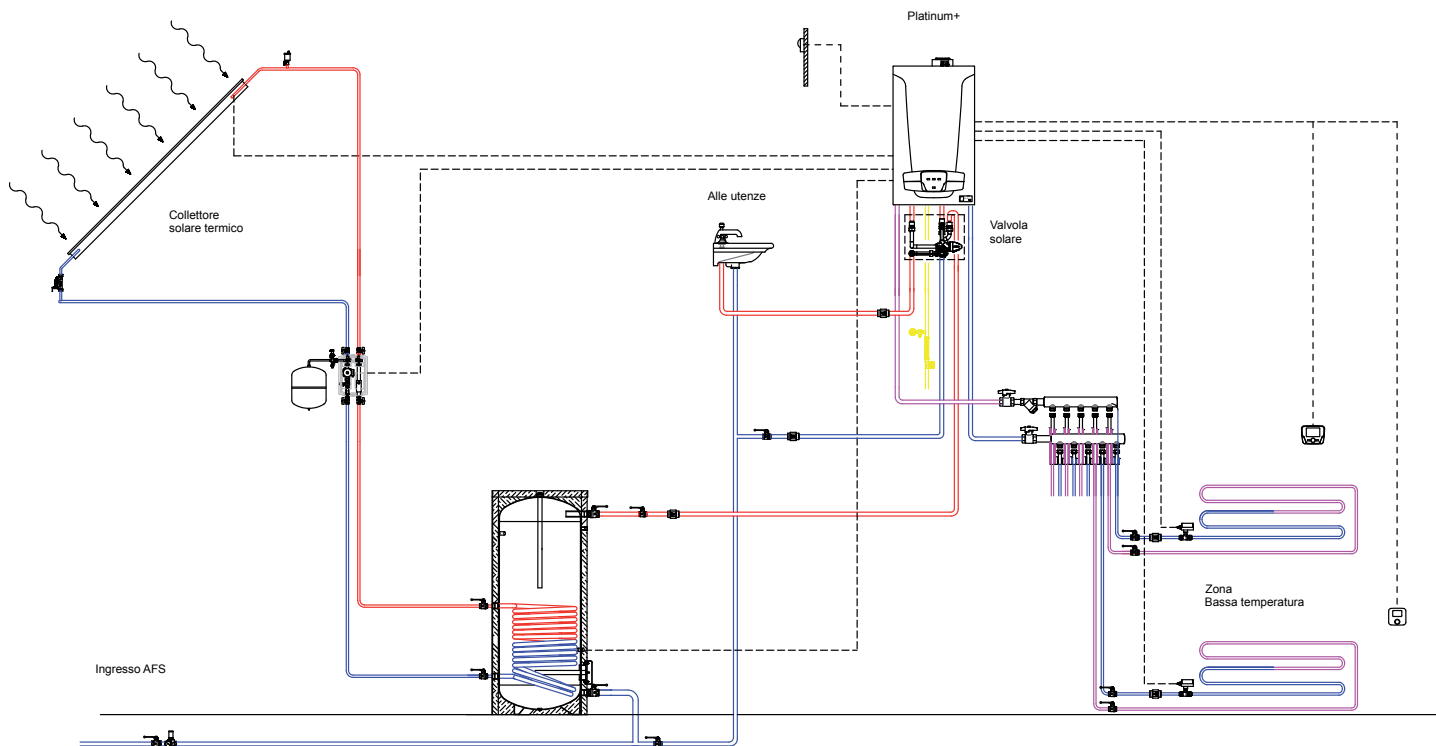 Platinum+
Alle utenze
Collettore
solare termico
Valvola
solare
Zona
Bassa temperatura
Ingresso AFS